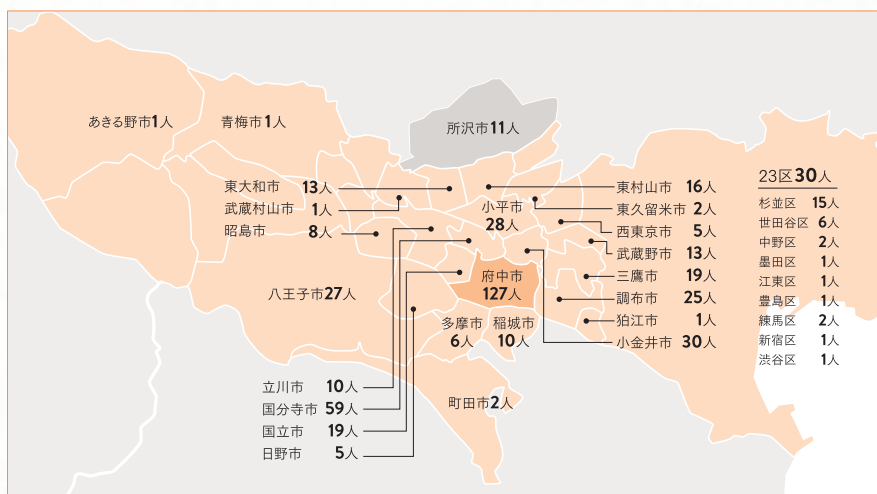 あきる野市1人
青梅市1人
所沢市11人
東大和市 13人
武蔵村山市 1人
昭島市 8人
小平市
28人
東村山市 16人
東久留米市 2人
西東京市 5人
武蔵野市 13人
三鷹市 19人
調布市 25人
狛江市 1人
小金井市 30人
八王子市27人
府中市
127人
多摩市
6人
稲城市
10人
立川市 10人
国分寺市 59人
国立市 19人
日野市 5人
町田市2人
23区30人
杉並区 15人
世田谷区 6人
中野区 2人
墨田区 1人
江東区 1人
豊島区 1人
練馬区 2人
新宿区 1人
渋谷区 1人